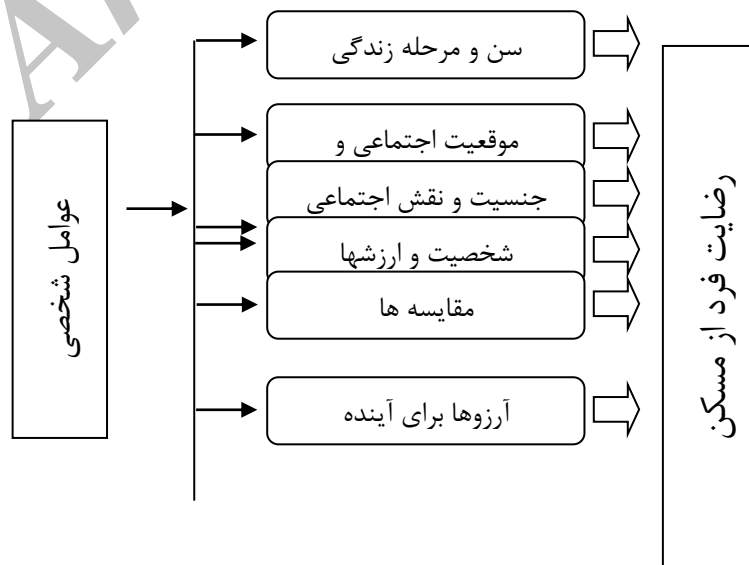 سن و مرحله زندگی
موقعیت اجتماعی و
جنسیت و نقش اجتماعی
شخصیت و ارزشها
مقایسه ها
آرزوها برای آینده
عوامل شخصی
رضایت فرد از مسکن